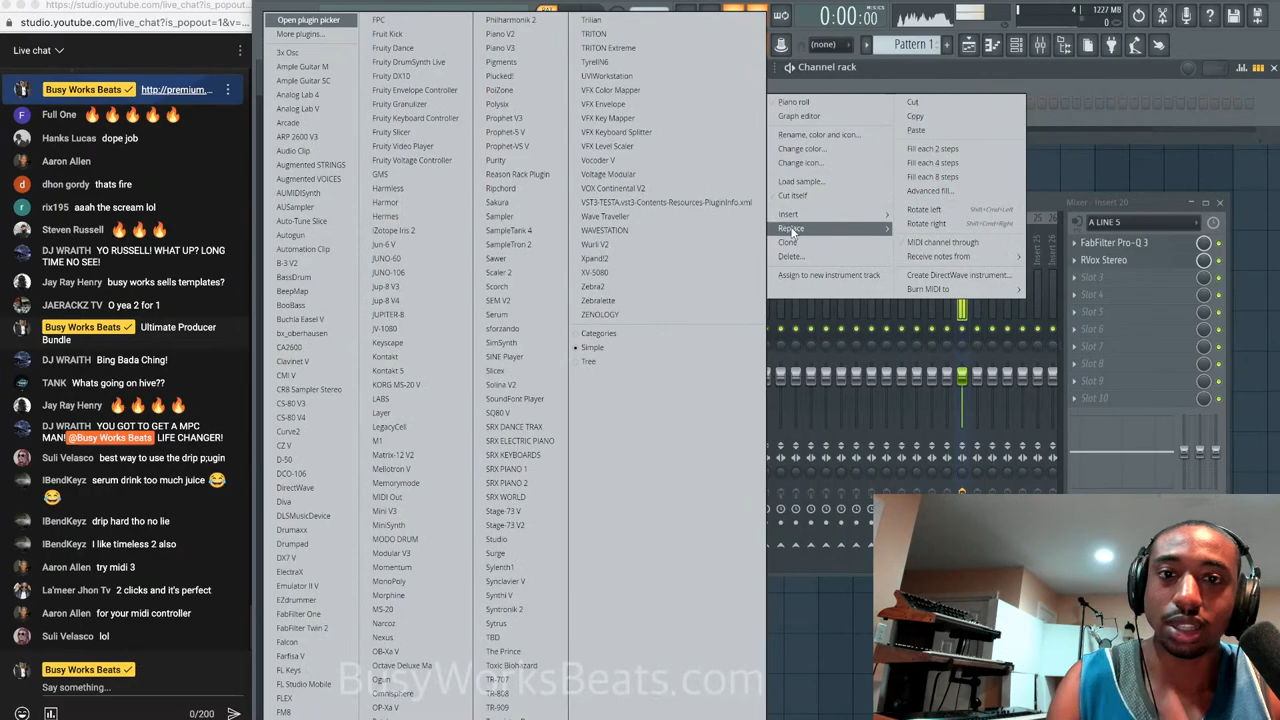 https://studio.youtube.com/live_chat?is_popout=1&v=...
studio.youtube.com/live_chat?is_popout=...
Live chat
Busy Works Beats http://premium....
Full One
Hanks Lucas dope job
Aaron Allen
dhon gordy thats fire
rix195 aaah the scream lol
Steven Russell
DJ WRAITH YO RUSSELL! WHAT UP? LONG
TIME NO SEE!
Jay Ray Henry busy works sells templates?
JAERACKZ TV O yea 2 for 1
Busy Works Beats Ultimate Producer
Bundle
DJ WRAITH Bing Bada Ching!
TANK Whats going on hive??
Jay Ray Henry
DJ WRAITH YOU GOT TO GET A MPC
MAN! @Busy Works Beats LIFE CHANGER!
Suli Velasco best way to use the drip p;ugin
IBendKeyz serum drink too much juice
IBendKeyz drip hard tho no lie
IBendKeyz I like timeless 2 also
Aaron Allen try midi 3
La'meer Jhon Tv 2 clicks and it's perfect
Aaron Allen for your midi controller
Suli Velasco lol
Busy Works Beats
Say something...
0/200
Open plugin picker
More plugins...
3x Osc
Ample Guitar M
Ample Guitar SC
Analog Lab 4
Analog Lab V
Arcade
ARP 2600 V3
Audio Clip
Augmented STRINGS
Augmented VOICES
AUMIDISynth
AUSampler
Auto-Tune Slice
Autogun
Automation Clip
B-3 V2
BassDrum
BeepMap
BooBass
Buchla Easel V
bx_oberhausen
CA2600
Clavinet V
CMI V
CR8 Sampler Stereo
CS-80 V3
CS-80 V4
Curve2
CZ V
D-50
DCO-106
DirectWave
Diva
DLSMusicDevice
Drumaxx
Drumpad
DX7 V
ElectraX
Emulator II V
EZdrummer
FabFilter One
FabFilter Twin 2
Falcon
Farfisa V
FL Keys
FL Studio Mobile
FLEX
FM8
FPC
Fruit Kick
Fruity Dance
Fruity DrumSynth Live
Fruity DX10
Fruity Envelope Controller
Fruity Granulizer
Fruity Keyboard Controller
Fruity Slicer
Fruity Video Player
Fruity Voltage Controller
GMS
Harmless
Harmor
Hermes
iZotope Iris 2
Jun-6 V
JUNO-60
JUNO-106
Jup-8 V3
Jup-8 V4
JUPITER-8
JV-1080
Keyscape
Kontakt
Kontakt 5
KORG MS-20 V
LABS
Layer
LegacyCell
M1
Matrix-12 V2
Mellotron V
Memorymode
MIDI Out
Mini V3
MiniSynth
MODO DRUM
Modular V3
Momentum
MonoPoly
Morphine
MS-20
Narcoz
Nexus
OB-Xa V
Octave Deluxe Ma
Ogun
Omnisphere
OP-Xa V
Philharmonik 2
Piano V2
Piano V3
Pigments
Plucked!
PoiZone
Polysix
Prophet V3
Prophet-5 V
Prophet-VS V
Purity
Reason Rack Plugin
Ripchord
Sakura
Sampler
SampleTank 4
SampleTron 2
Sawer
Scaler 2
Scorch
SEM V2
Serum
sforzando
SimSynth
SINE Player
Slicex
Solina V2
SoundFont Player
SQ80 V
SRX DANCE TRAX
SRX ELECTRIC PIANO
SRX KEYBOARDS
SRX PIANO 1
SRX PIANO 2
SRX WORLD
Stage-73 V
Stage-73 V2
Studio
Surge
Sylenth1
Synclavier V
Synthi V
Syntronik 2
Sytrus
TBD
The Prince
Toxic Biohazard
TR-707
TR-808
TR-909
Trilian
TRITON
TRITON Extreme
TyrellN6
UVIWorkstation
VFX Color Mapper
VFX Envelope
VFX Key Mapper
VFX Keyboard Splitter
VFX Level Scaler
Vocoder V
Voltage Modular
VOX Continental V2
VST3-TESTA.vst3-Contents-Resources-PluginInfo.xml
Wave Traveller
WAVESTATION
Wurli V2
Xpand!2
XV-5080
Zebra2
Zebralette
ZENOLOGY
Categories
Simple
Tree
BusyWorksBeats.com
0:00:00
4
1227 MB
0
(none)
Pattern 1
Channel rack
Piano roll
Graph editor
Rename, color and icon...
Change color...
Change icon...
Load sample...
Cut itself
Insert
Replace
Clone
Delete...
Assign to new instrument track
Cut
Copy
Paste
Fill each 2 steps
Fill each 4 steps
Fill each 8 steps
Advanced fill...
Rotate left Shift+Cmd+Left
Rotate right Shift+Cmd+Right
MIDI channel through
Receive notes from
Create DirectWave instrument...
Burn MIDI to
Mixer - Insert 20
A LINE 5
FabFilter Pro-Q 3
RVox Stereo
Slot 3
Slot 4
Slot 5
Slot 6
Slot 7
Slot 8
Slot 9
Slot 10